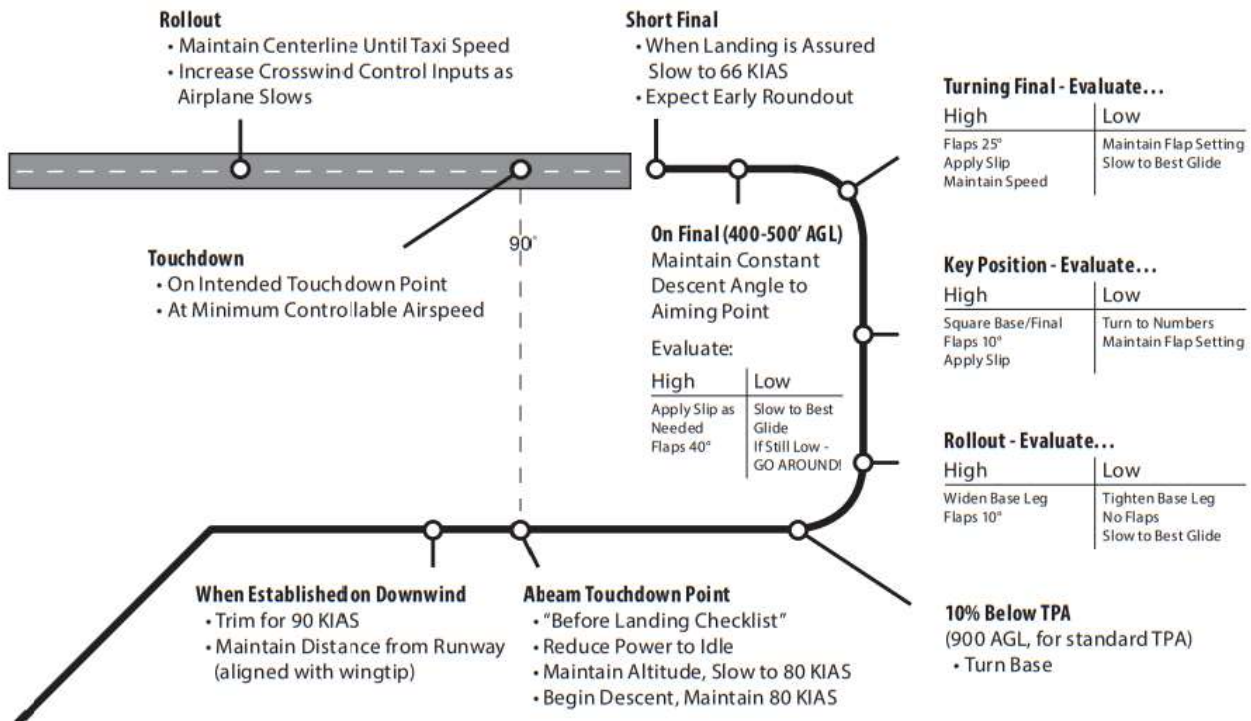 Rollout
• Maintain Centerline Until Taxi Speed
• Increase Crosswind Control Inputs as
Airplane Slows
Short Final
• When Landing is Assured
Slow to 66 KIAS
• Expect Early Roundout
Turning Final - Evaluate...
High Low
Flaps 25° Maintain Flap Setting
Apply Slip Slow to Best Glide
Maintain Speed
90°
Touchdown
• On Intended Touchdown Point
• At Minimum Controllable Airspeed
On Final (400-500' AGL)
Maintain Constant
Descent Angle to
Aiming Point
Evaluate:
High Low
Apply Slip as Slow to Best
Needed Glide
Flaps 40° If Still Low -
GO AROUND!
Key Position - Evaluate...
High Low
Square Base/Final Turn to Numbers
Flaps 10° Maintain Flap Setting
Apply Slip
Rollout - Evaluate...
High Low
Widen Base Leg Tighten Base Leg
Flaps 10° No Flaps
Slow to Best Glide
When Established on Downwind
• Trim for 90 KIAS
• Maintain Distance from Runway
(aligned with wingtip)
Abeam Touchdown Point
• "Before Landing Checklist"
• Reduce Power to Idle
• Maintain Altitude, Slow to 80 KIAS
• Begin Descent, Maintain 80 KIAS
10% Below TPA
(900 AGL, for standard TPA)
• Turn Base